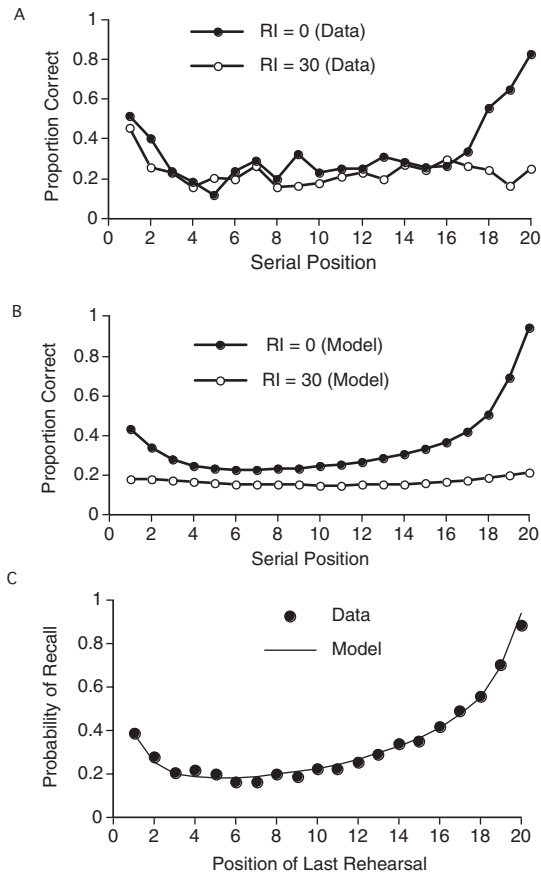 A
1
RI = 0 (Data)
0.8
RI = 30 (Data)
0.6
0.4
0.2
0
Proportion Correct
0 2 4 6 8 10 12 14 16 18 20
Serial Position
B
1
RI = 0 (Model)
0.8
RI = 30 (Model)
0.6
0.4
0.2
0
Proportion Correct
0 2 4 6 8 10 12 14 16 18 20
Serial Position
C
1
Data
0.8
Model
0.6
0.4
0.2
0
Probability of Recall
0 2 4 6 8 10 12 14 16 18 20
Position of Last Rehearsal